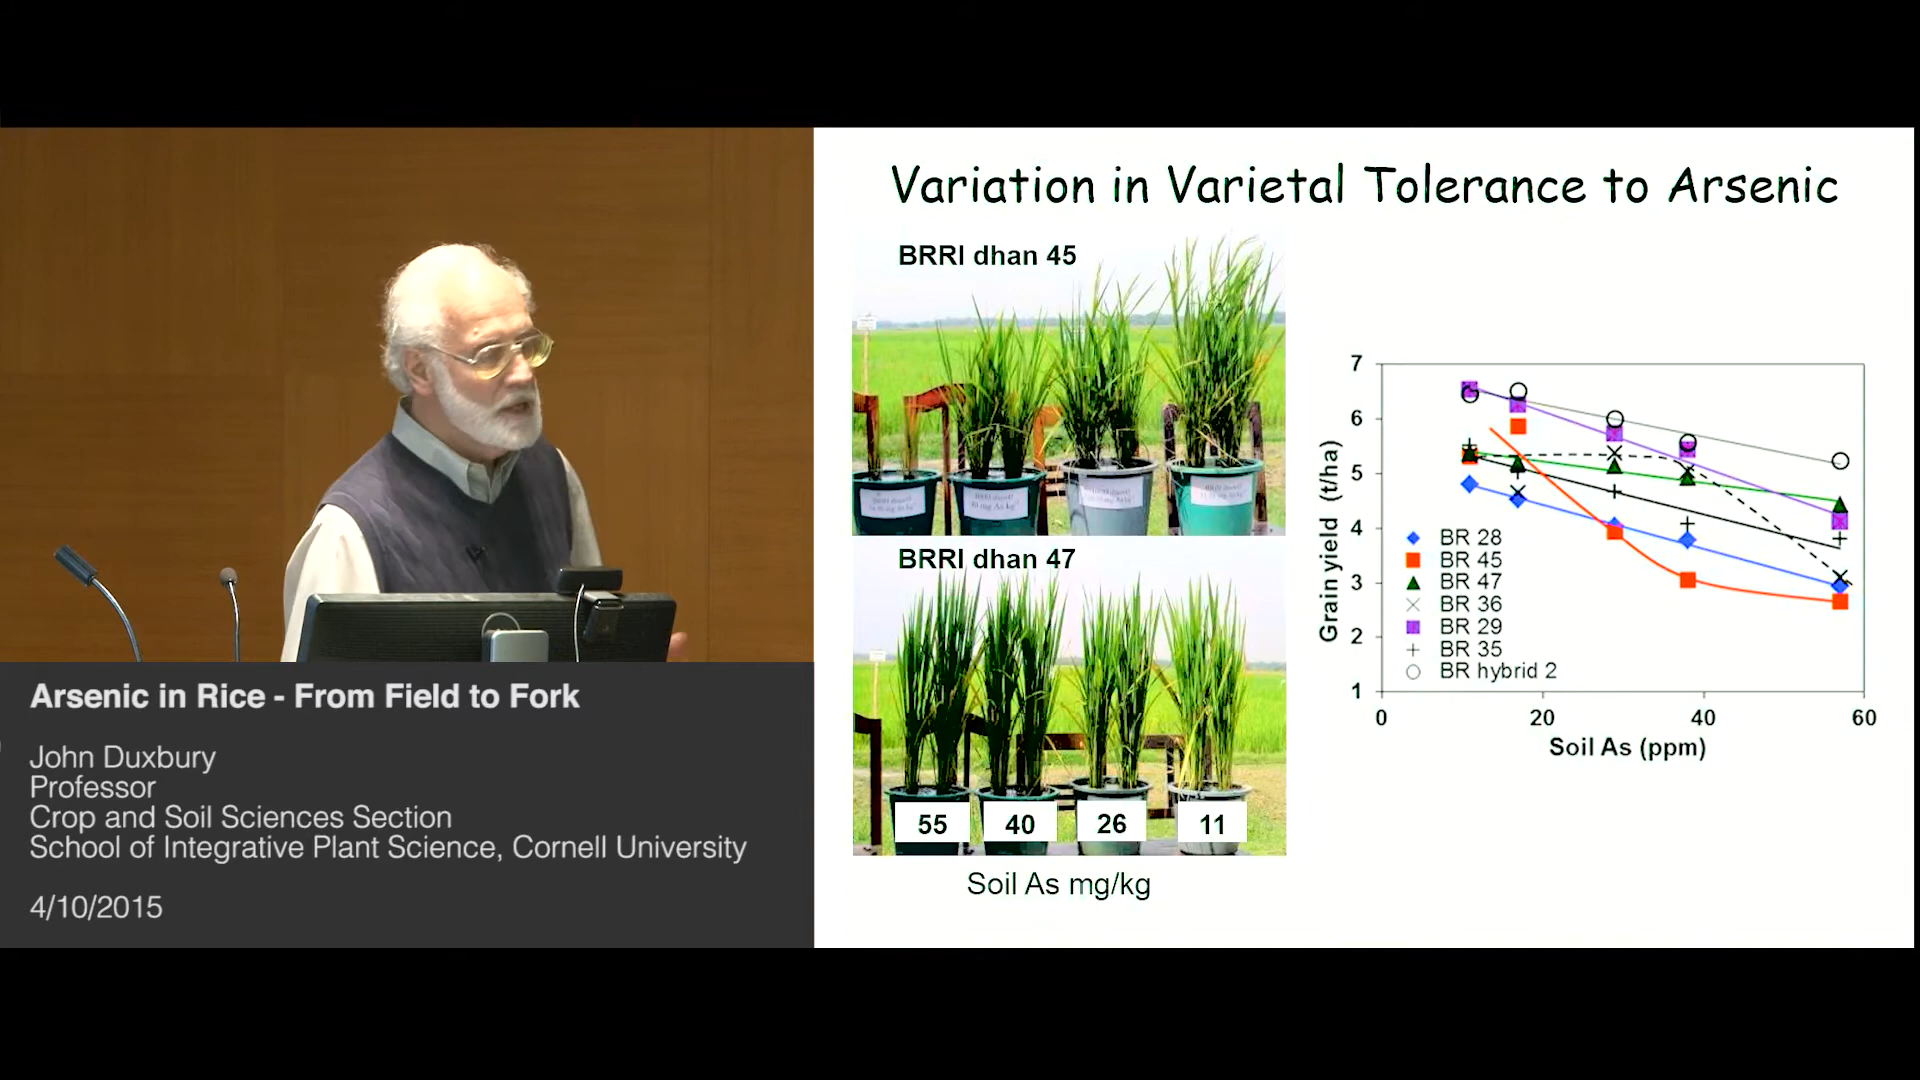 Variation in Varietal Tolerance to Arsenic
BRRI dhan 45
BRRI dhan 47
55 40 26 11
Soil As mg/kg
7
6
5
4
3
2
1
Grain yield (t/ha)
BR 28
BR 45
BR 47
BR 36
BR 29
BR 35
BR hybrid 2
0 20 40 60
Soil As (ppm)
Arsenic in Rice - From Field to Fork
John Duxbury
Professor
Crop and Soil Sciences Section
School of Integrative Plant Science, Cornell University
4/10/2015